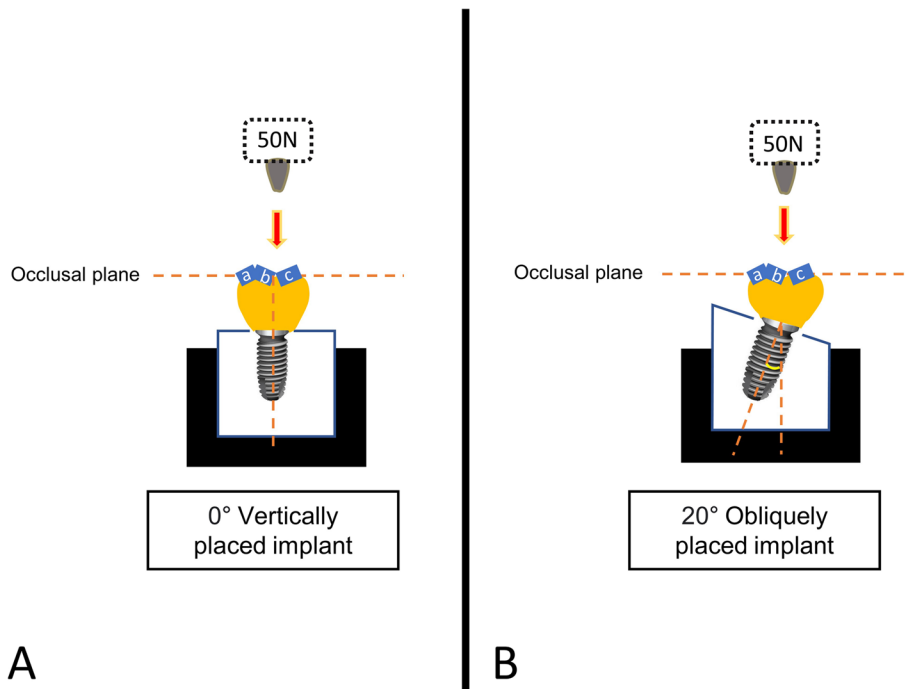 50N
a b c
Occlusal plane
0° Vertically
placed implant
A
50N
a b c
Occlusal plane
20° Obliquely
placed implant
B